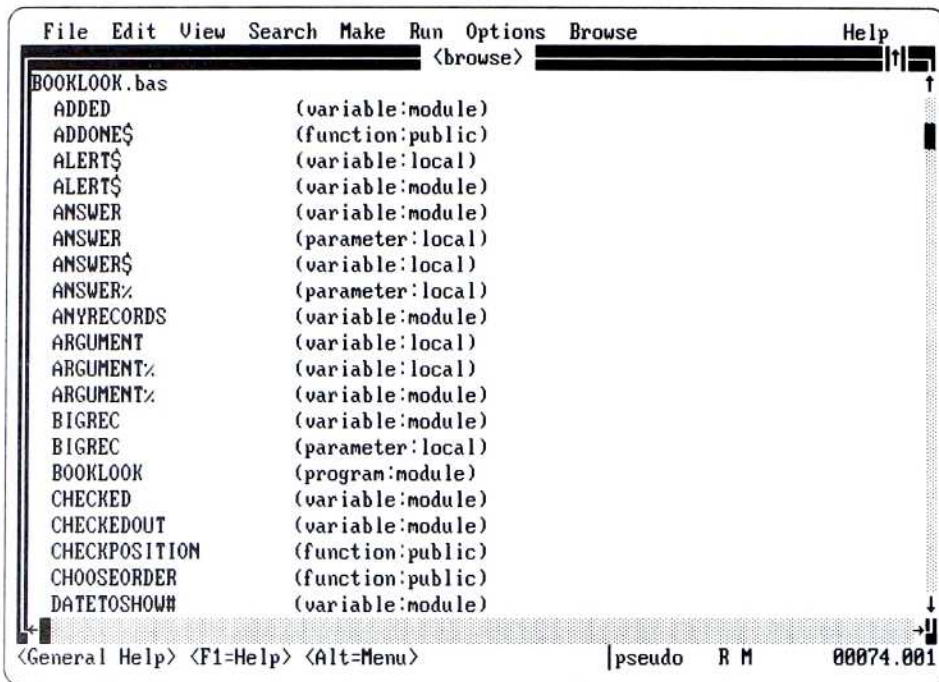 File Edit View Search Make Run Options Browse Help
<browse>
BOOKLOOK.bas
ADDED (variable:module)
ADDONE$ (function:public)
ALERT$ (variable:local)
ALERT$ (variable:module)
ANSWER (variable:module)
ANSWER (parameter:local)
ANSWER$ (variable:local)
ANSWER% (parameter:local)
ANYRECORDS (variable:module)
ARGUMENT (variable:local)
ARGUMENT% (variable:local)
ARGUMENT% (variable:module)
BIGREC (variable:module)
BIGREC (parameter:local)
BOOKLOOK (program:module)
CHECKED (variable:module)
CHECKEDOUT (variable:module)
CHECKPOSITION (function:public)
CHOOSEORDER (function:public)
DATETOSHOW# (variable:module)
<General Help> <F1=Help> <Alt=Menu> pseudo R M 00074.001